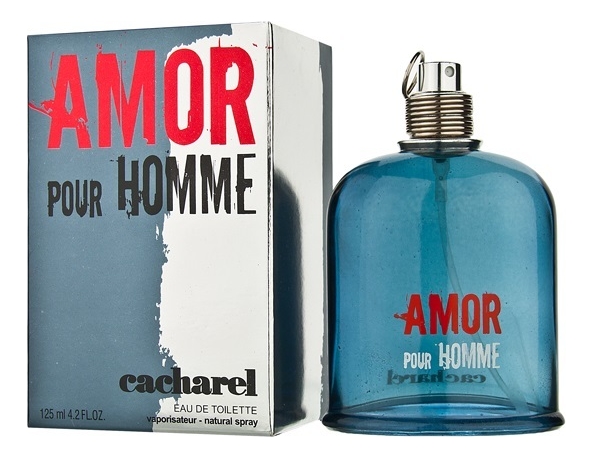 AMOR
POUR HOMME
cacharel
EAU DE TOILETTE
125 ml 4.2 FL.OZ.
vaporisateur - natural spray
AMOR
POUR HOMME
cacharel